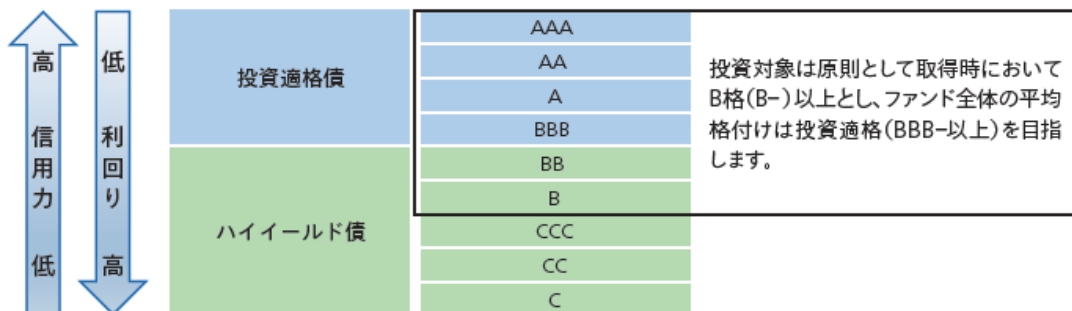 高 信用力 低
低 利回り 高
投資適格債
ハイイールド債
AAA
AA
A
BBB
BB
B
CCC
CC
C
投資対象は原則として取得時において
B格(B−)以上とし、ファンド全体の平均
格付けは投資適格(BBB−以上)を目指
します。